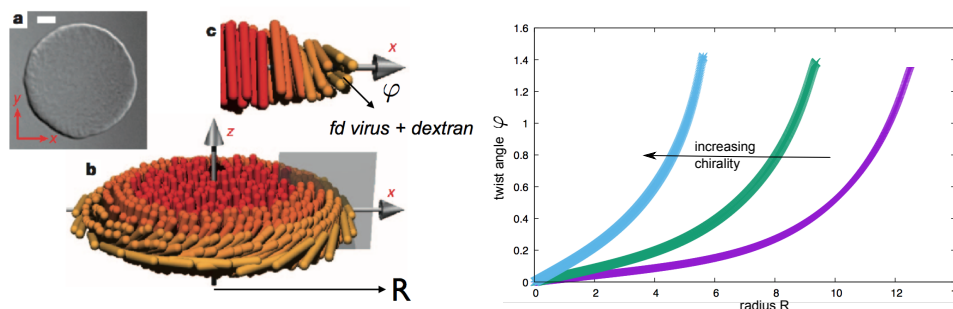 a
y
x
c
x
φ
fd virus + dextran
z
b
x
R
twist angle φ
1.6
1.4
1.2
1
0.8
0.6
0.4
0.2
0
increasing
chirality
0 2 4 6 8 10 12
radius R